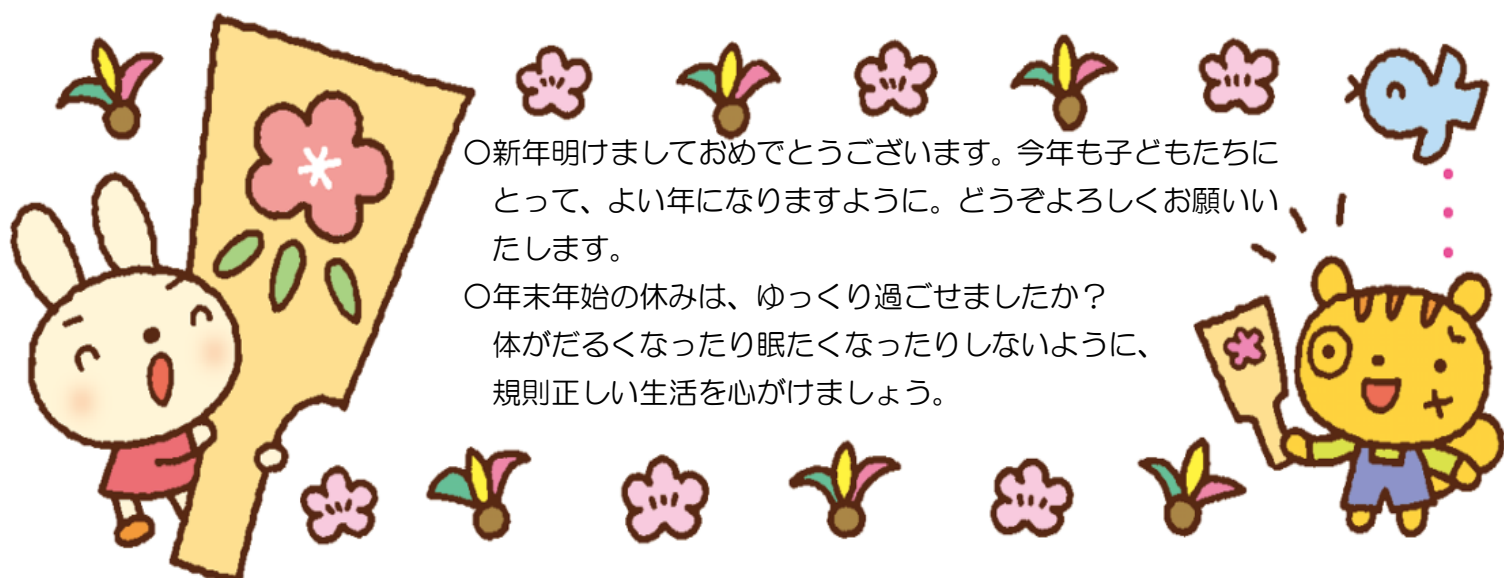 ○新年明けましておめでとうございます。今年も子どもたちに
とって、よい年になりますように。どうぞよろしくお願いい
たします。
○年末年始の休みは、ゆっくり過ごせましたか？
体がだるくなったり眠たくなったりしないように、
規則正しい生活を心がけましょう。